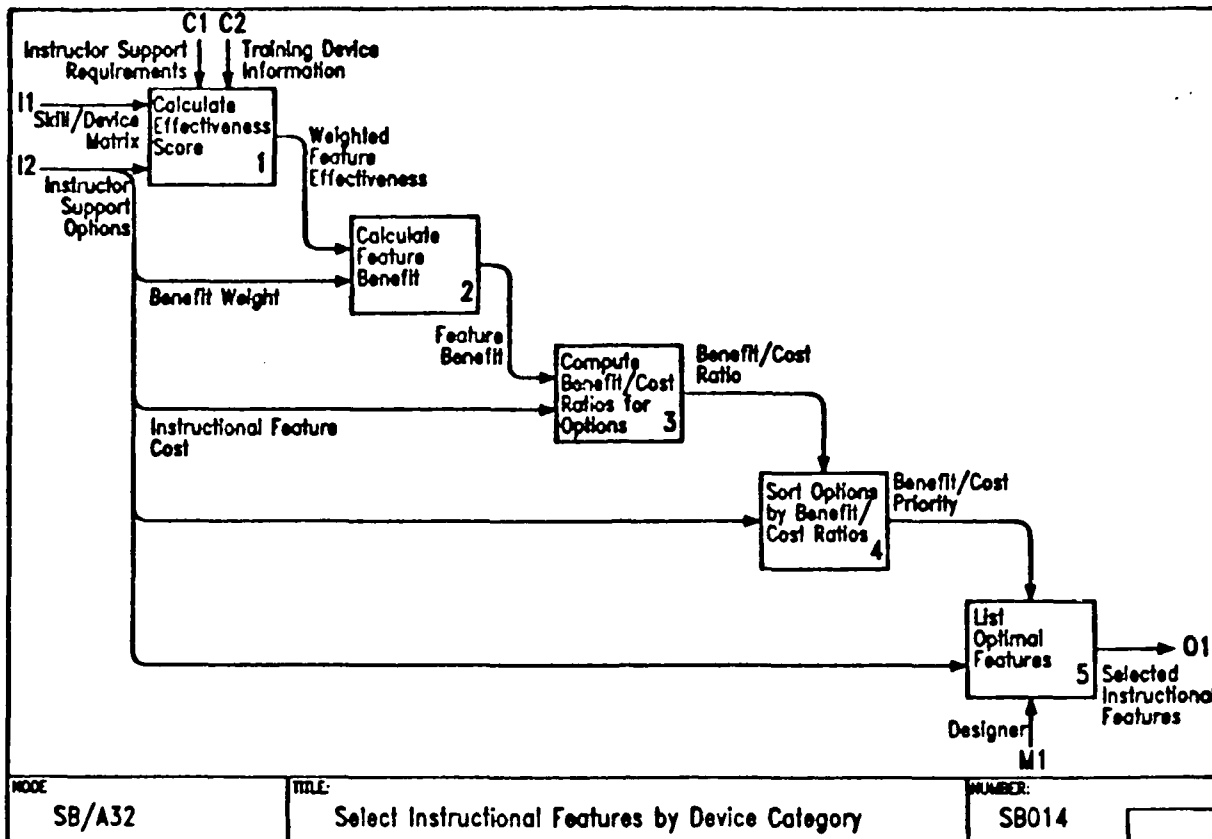 C1 C2
Instructor Support
Requirements
Training Device
Information
I1
Skill/Device
Matrix
I2
Instructor
Support
Options
Calculate
Effectiveness
Score
1
Weighted
Feature
Effectiveness
Calculate
Feature
Benefit
2
Benefit Weight
Feature
Benefit
Compute
Benefit/Cost
Ratios for
Options
3
Benefit/Cost
Ratio
Instructional Feature
Cost
Sort Options
by Benefit/
Cost Ratios
4
Benefit/Cost
Priority
List
Optimal
Features
5
O1
Selected
Instructional
Features
Designer
M1
NODE
SB/A32
TITLE:
Select Instructional Features by Device Category
NUMBER:
SB014